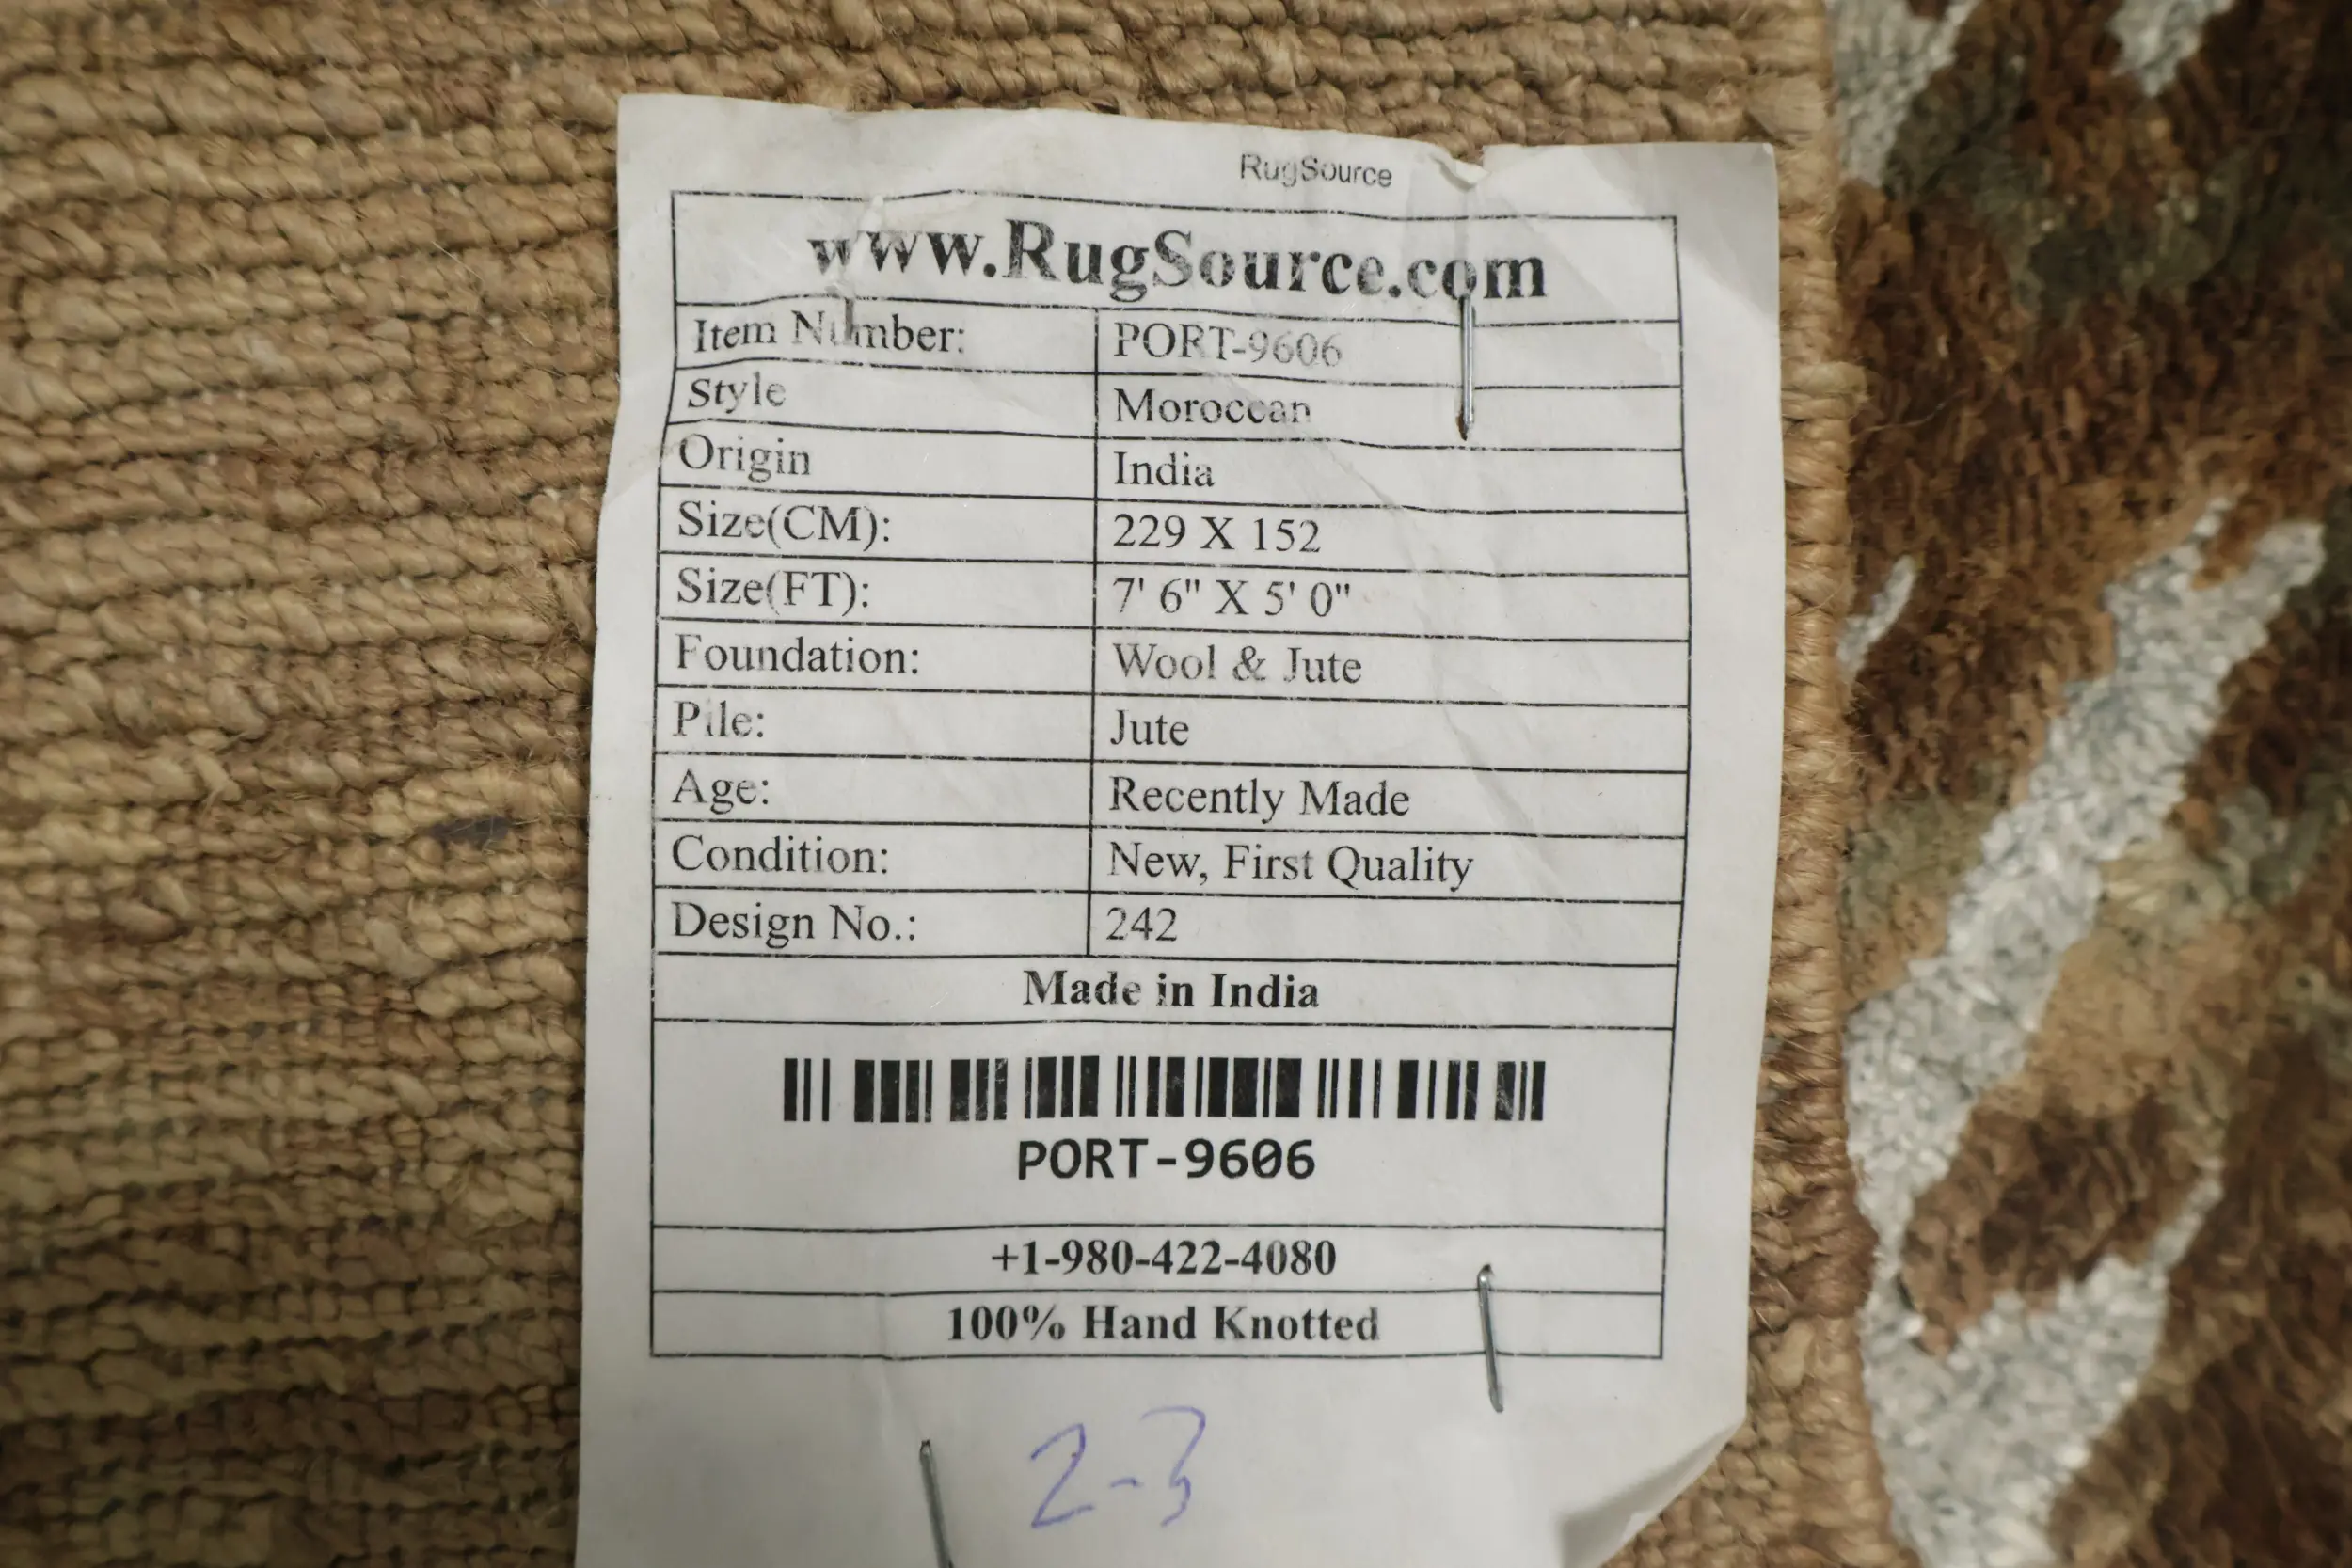 RugSource
www.RugSource.com
Item Number: PORT-9606
Style Moroccan
Origin India
Size(CM): 229 X 152
Size(FT): 7' 6" X 5' 0"
Foundation: Wool & Jute
Pile: Jute
Age: Recently Made
Condition: New, First Quality
Design No.: 242
Made in India
PORT-9606
+1-980-422-4080
100% Hand Knotted
2-3